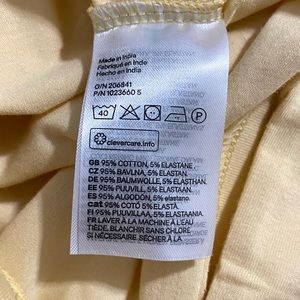 Made in India
Fabriqué en Inde
Hecho en India
O/N 206841
P/N 1023660 5
40
P
clevercare.info
GB 95% COTTON, 5% ELASTANE
CZ 95% BAVLNA, 5% ELASTAN
DE 95% BAUMWOLLE, 5% ELASTHAN
EE 95% PUUVILL, 5% ELASTAAN
ES 95% ALGODÓN, 5% elastano.
cat 95% COTÓ, 5% ELASTÀ
FI 95% PUUVILLAA, 5% ELASTAANIA
FR LAVER À LA MACHINE À L'EAU
TIÈDE, BLANCHIR SANS CHLORE
SI NÉCESSAIRE. SÉCHER À LA